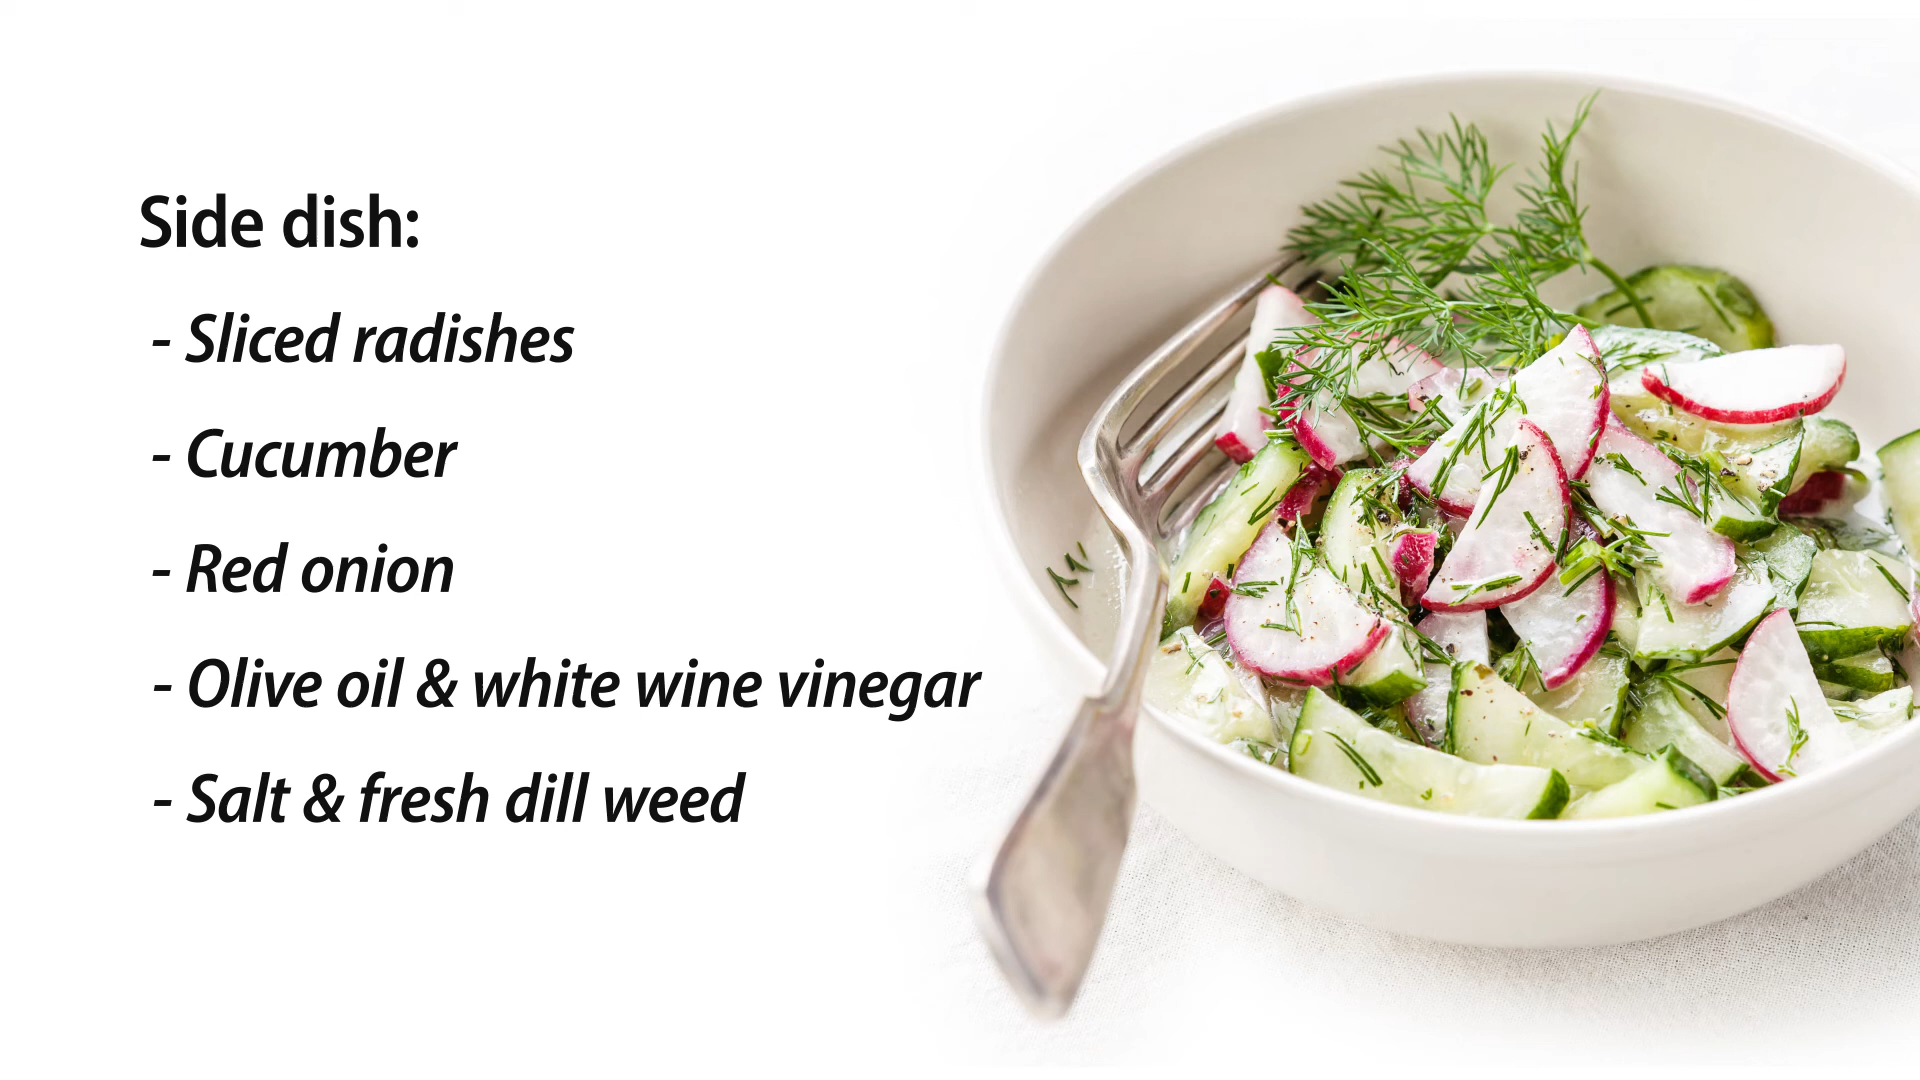 Side dish:
- Sliced radishes
- Cucumber
- Red onion
- Olive oil & white wine vinegar
- Salt & fresh dill weed